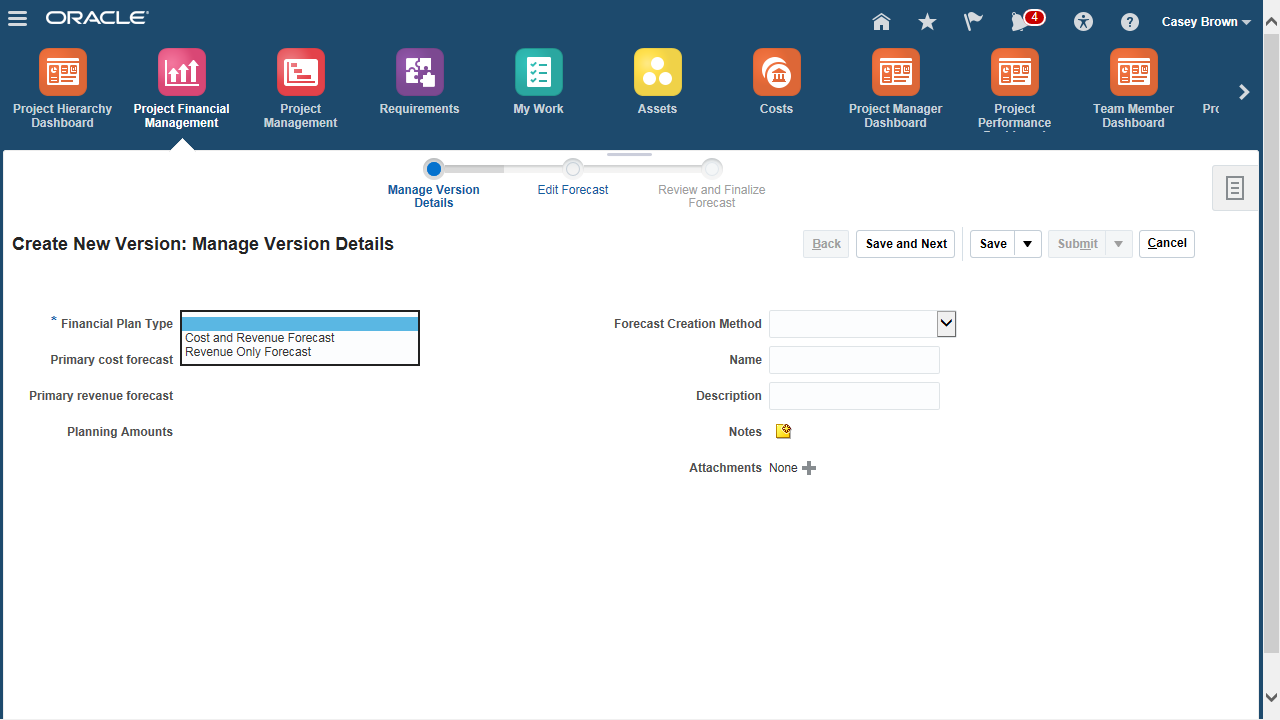 ORACLE
4
Casey Brown
Project Hierarchy
Dashboard
Project Financial
Management
Project
Management
Requirements
My Work
Assets
Costs
Project Manager
Dashboard
Project
Performance
Team Member
Dashboard
Manage Version
Details
Edit Forecast
Review and Finalize
Forecast
Create New Version: Manage Version Details
Back
Save and Next
Save
Submit
Cancel
* Financial Plan Type
Cost and Revenue Forecast
Revenue Only Forecast
Primary cost forecast
Primary revenue forecast
Planning Amounts
Forecast Creation Method
Name
Description
Notes
Attachments None